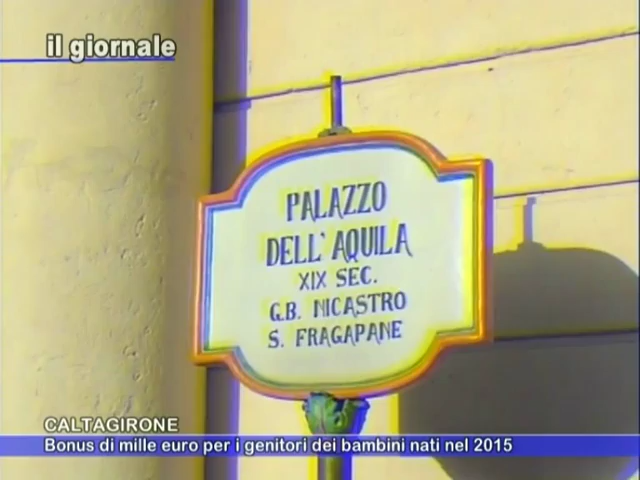 il giornale
PALAZZO
DELL'AQUILA
XIX SEC.
G.B. NICASTRO
S. FRAGAPANE
CALTAGIRONE
Bonus di mille euro per i genitori dei bambini nati nel 2015